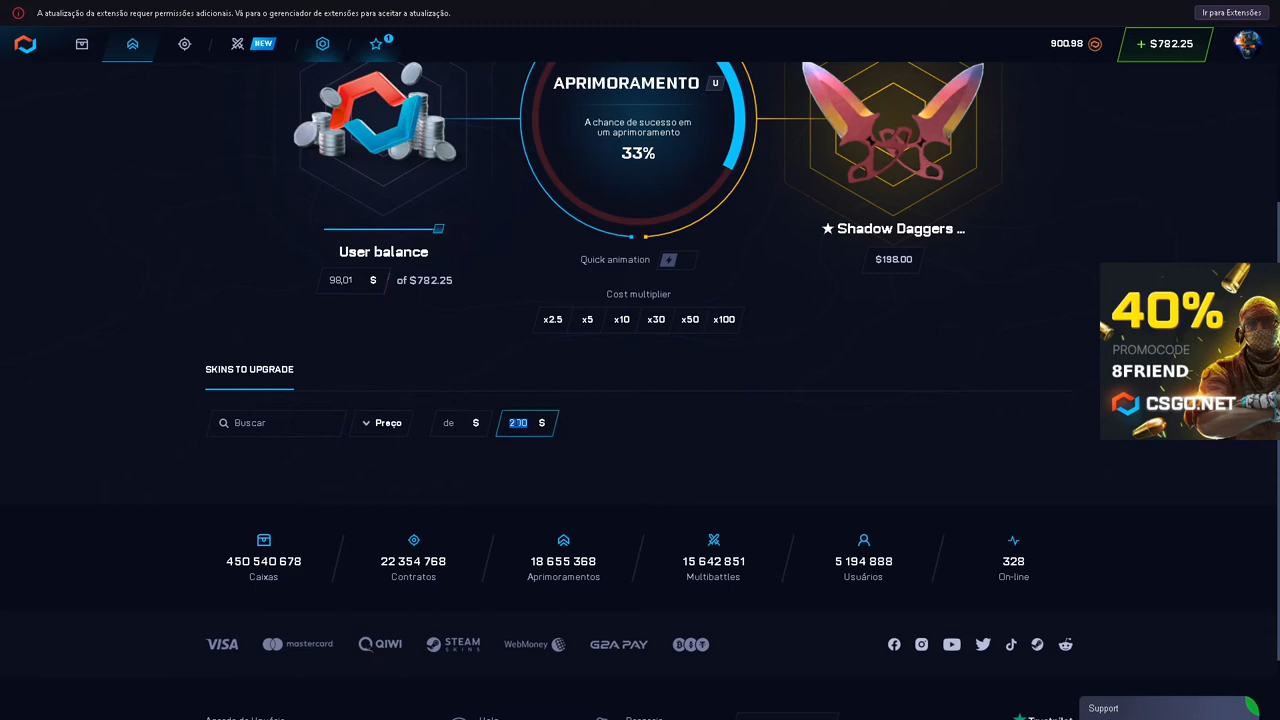 A atualização da extensão requer permissões adicionais. Vá para o gerenciador de extensões para aceitar a atualização.
Ir para Extensões
NEW
1
900.98
+ $782.25
APRIMORAMENTO U
A chance de sucesso em
um aprimoramento
33%
User balance
98,01 $ of $782.25
★ Shadow Daggers ...
$198.00
Quick animation
Cost multiplier
x2.5 x5 x10 x30 x50 x100
40%
PROMOCODE
8FRIEND
CSGO.NET
SKINS TO UPGRADE
Buscar
Preço
de $
200 $
450 540 678
Caixas
22 354 768
Contratos
18 655 368
Aprimoramentos
15 642 851
Multibattles
5 194 888
Usuários
328
On-line
VISA
mastercard
QIWI
STEAM
SKINS
WebMoney
G2A PAY
Support